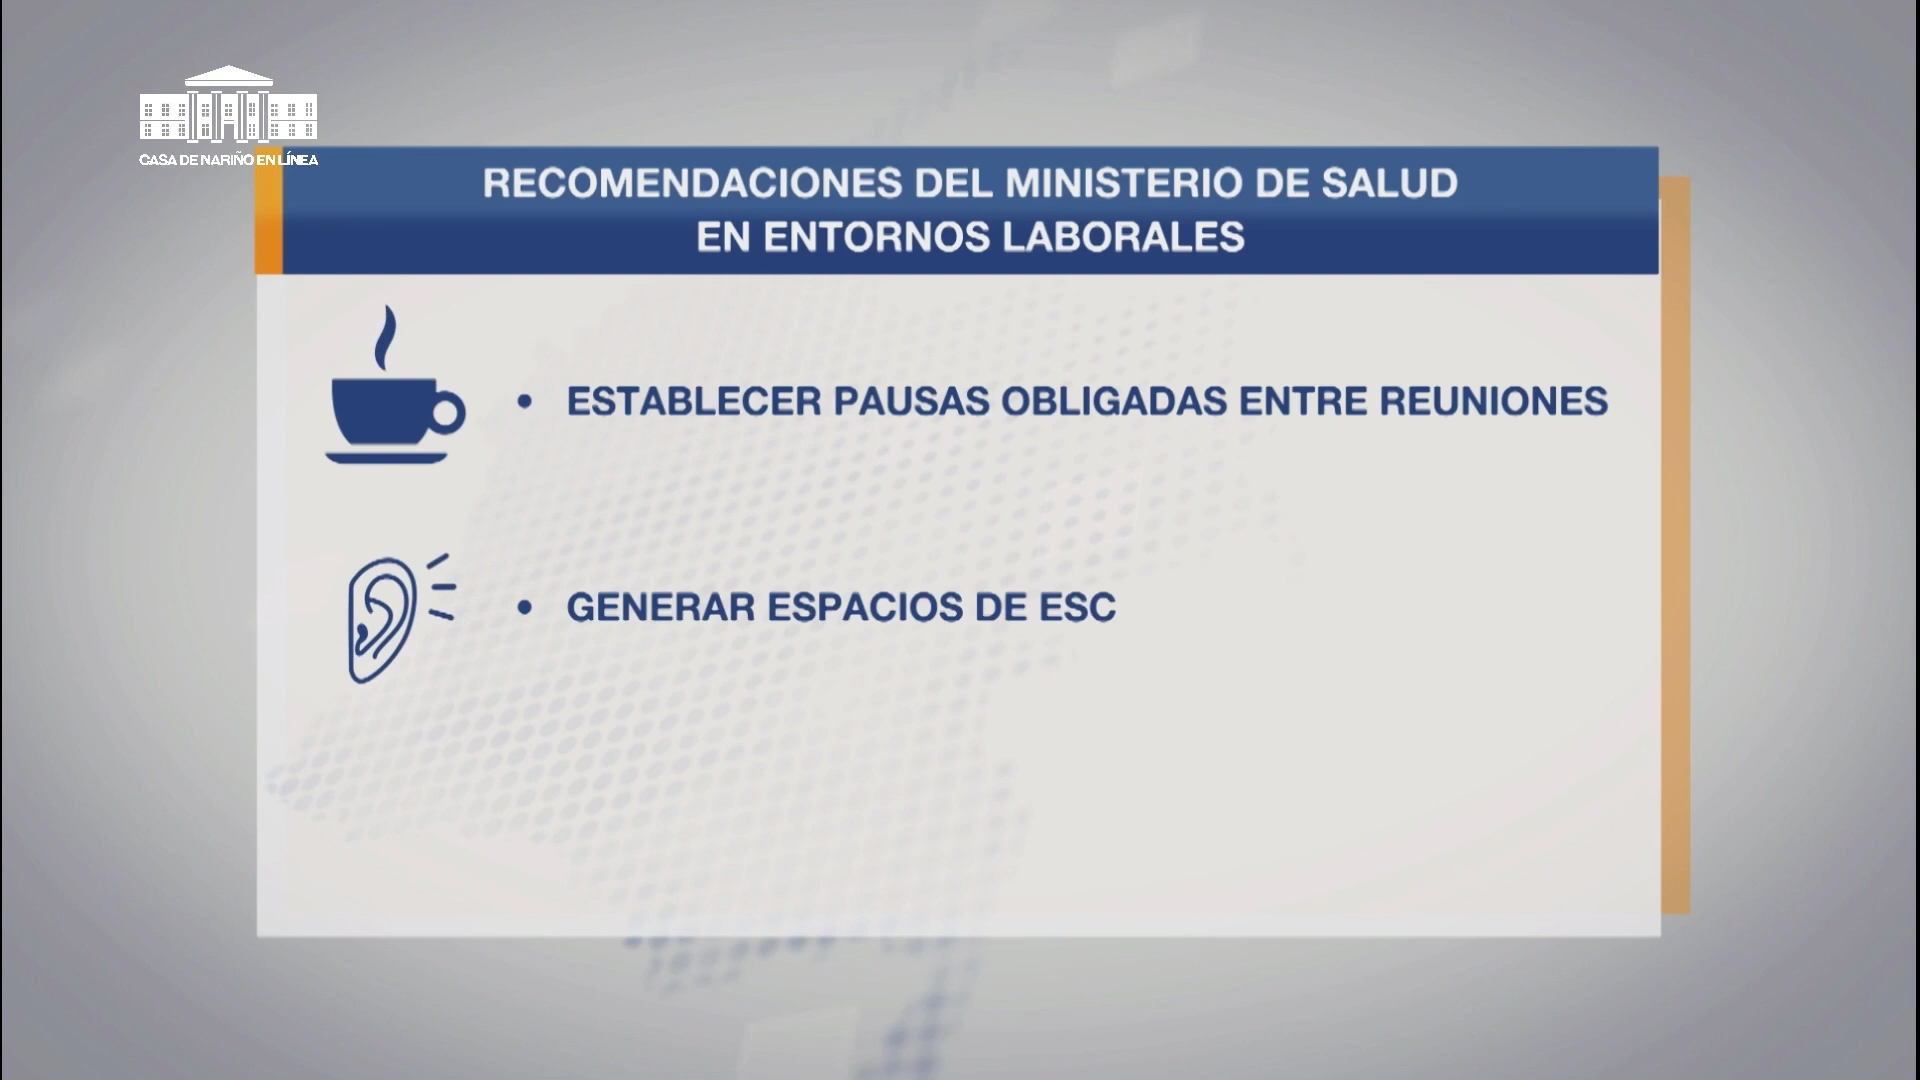 CASA DE NARIÑO EN LÍNEA
RECOMENDACIONES DEL MINISTERIO DE SALUD
EN ENTORNOS LABORALES
• ESTABLECER PAUSAS OBLIGADAS ENTRE REUNIONES
• GENERAR ESPACIOS DE ESC